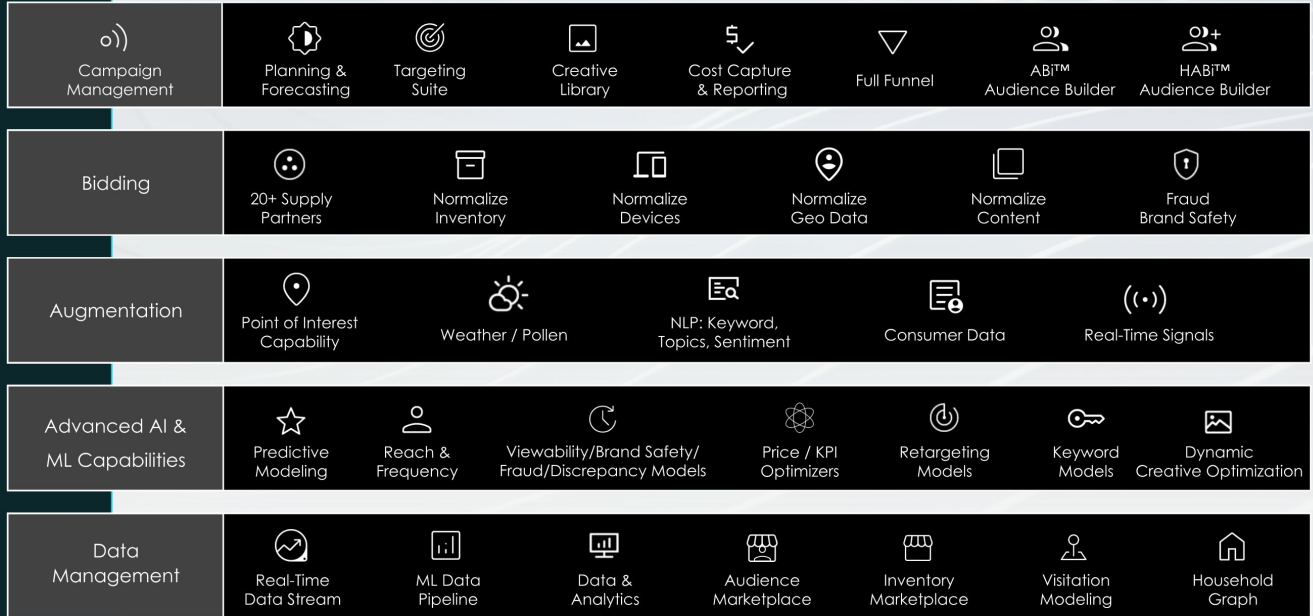 Campaign
Management
Planning &
Forecasting
Targeting
Suite
Creative
Library
Cost Capture
& Reporting
Full Funnel
ABi™
Audience Builder
HABi™
Audience Builder
Bidding
20+ Supply
Partners
Normalize
Inventory
Normalize
Devices
Normalize
Geo Data
Normalize
Content
Fraud
Brand Safety
Augmentation
Point of Interest
Capability
Weather / Pollen
NLP: Keyword,
Topics, Sentiment
Consumer Data
Real-Time Signals
Advanced AI &
ML Capabilities
Predictive
Modeling
Reach &
Frequency
Viewability/Brand Safety/
Fraud/Discrepancy Models
Price / KPI
Optimizers
Retargeting
Models
Keyword
Models
Dynamic
Creative Optimization
Data
Management
Real-Time
Data Stream
ML Data
Pipeline
Data &
Analytics
Audience
Marketplace
Inventory
Marketplace
Visitation
Modeling
Household
Graph